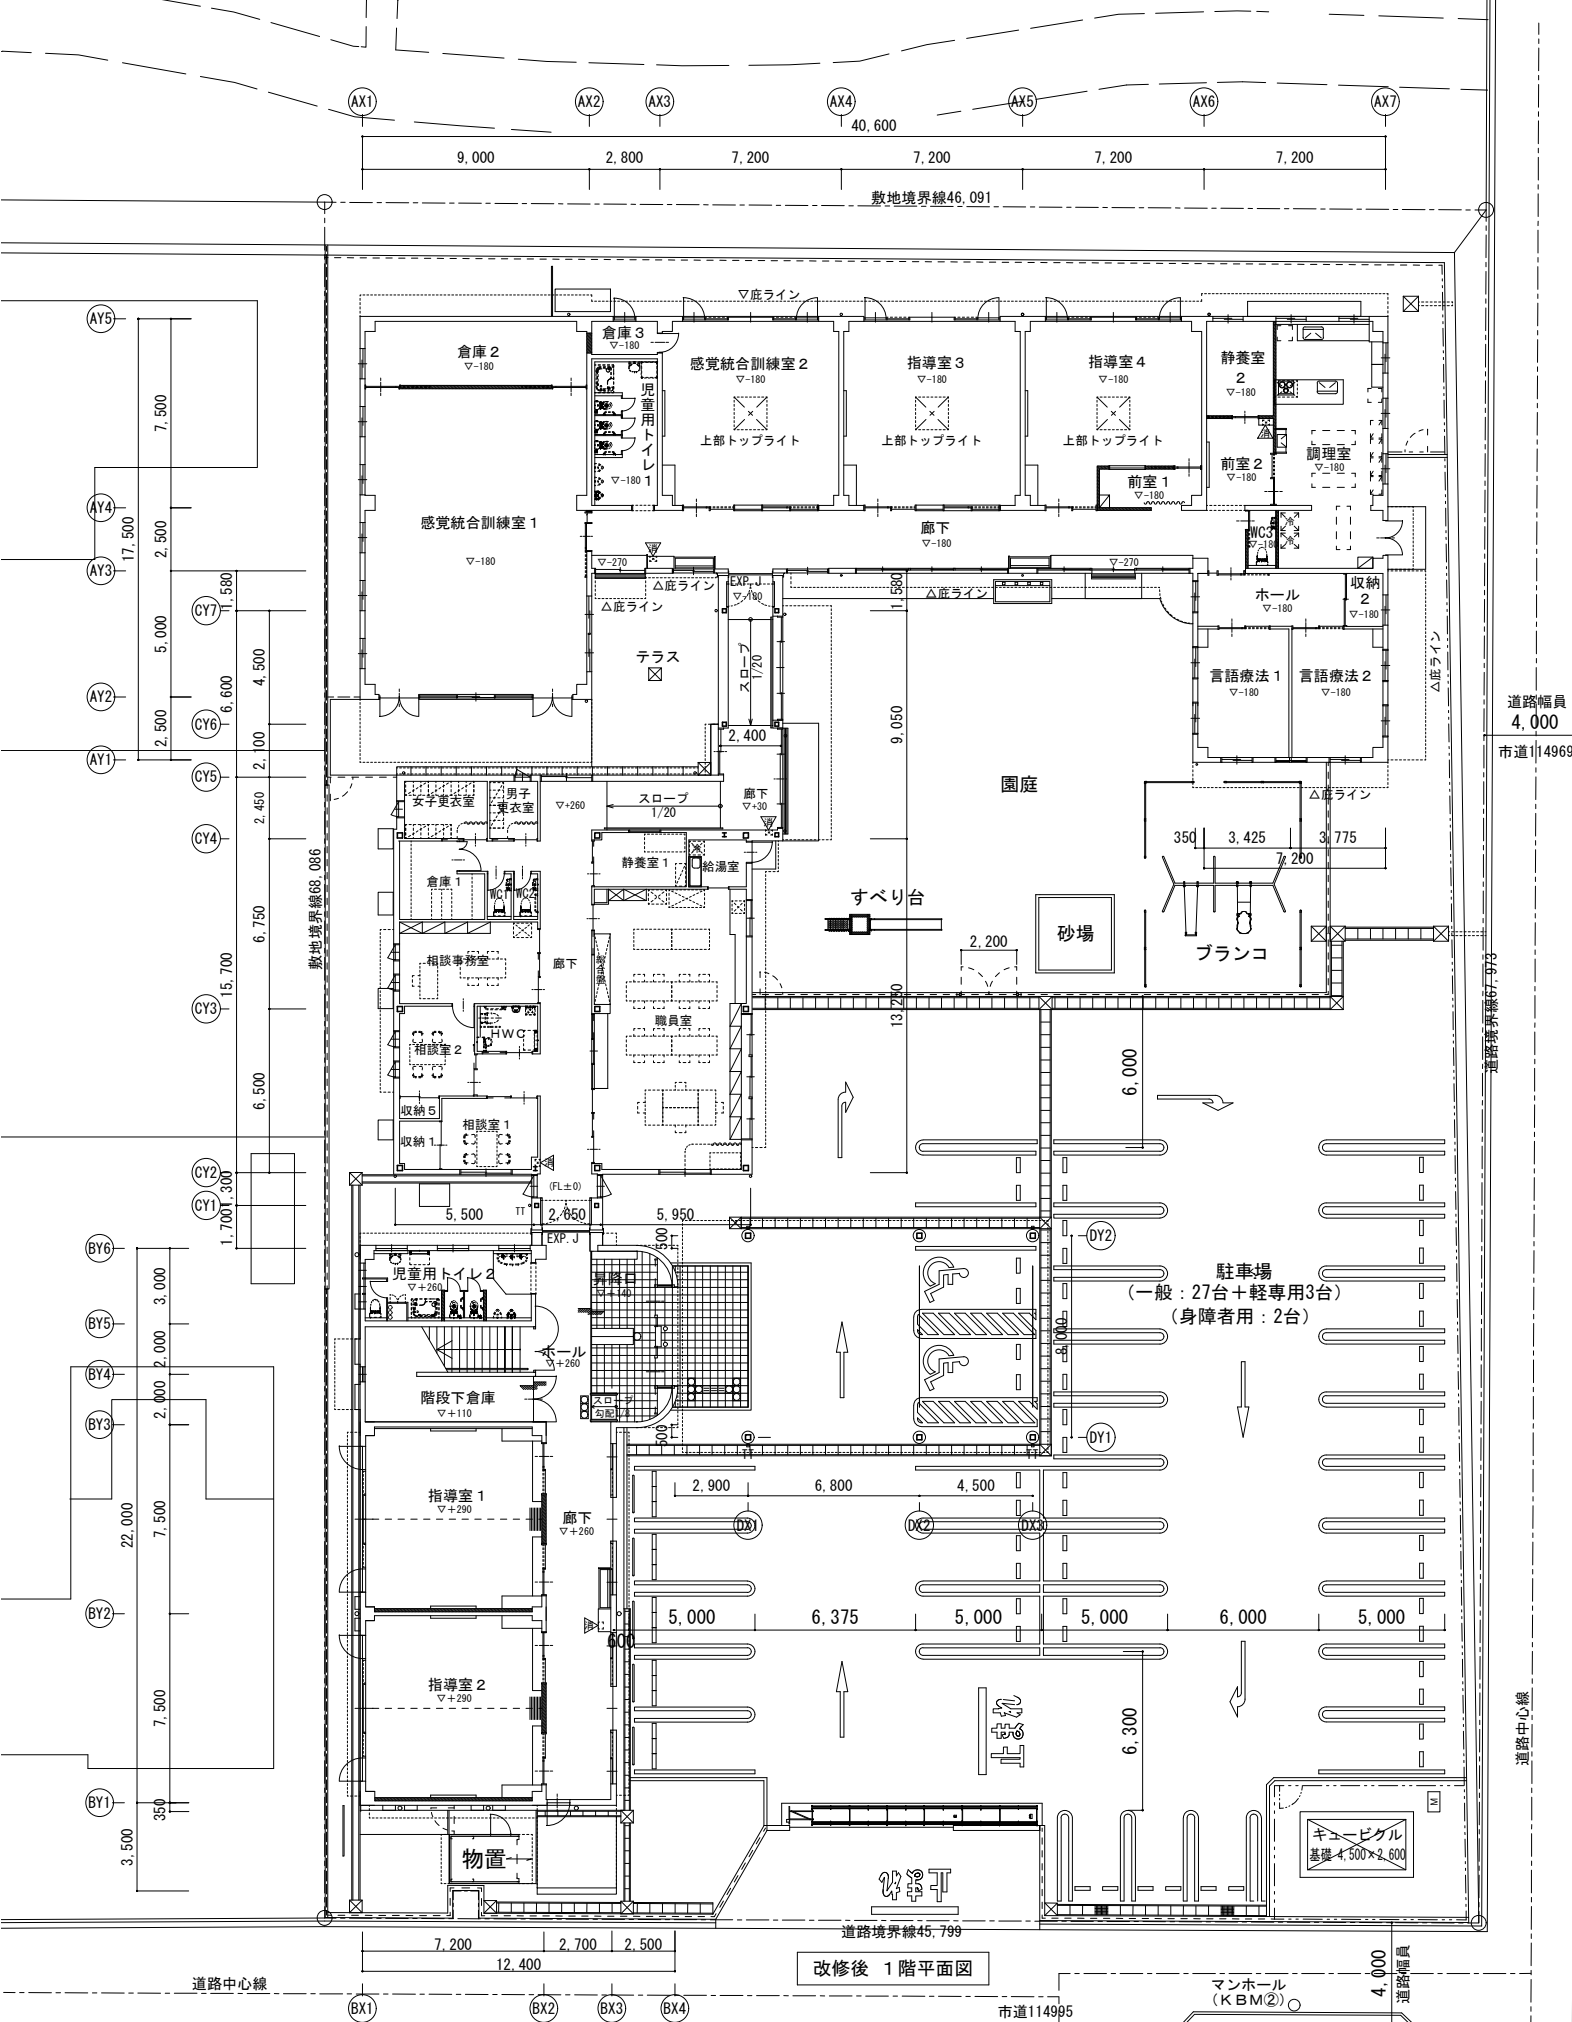 AX1
AX2
AX3
AX4
AX5
AX6
AX7
40,600
9,000
2,800
7,200
7,200
7,200
7,200
敷地境界線46,091
▽庇ライン
AY5
AY4
AY3
CY7
AY2
CY6
AY1
CY5
CY4
CY3
CY2
CY1
BY6
BY5
BY4
BY3
BY2
BY1
7,500
17,500
2,500
1,580
5,000
4,500
6,600
2,500
2,100
2,450
6,750
15,700
6,500
1,300
1,700
3,000
2,000
2,000
22,000
7,500
7,500
350
3,500
敷地境界線68,086
倉庫2
▽-180
倉庫3
▽-180
児童用トイレ1
▽-180
感覚統合訓練室2
▽-180
上部トップライト
指導室3
▽-180
上部トップライト
指導室4
▽-180
上部トップライト
静養室
2
▽-180
前室1
▽-180
前室2
▽-180
調理室
▽-180
感覚統合訓練室1
▽-180
廊下
▽-180
WC3
▽-180
冷
冷
消
▽-270
▽-270
△庇ライン
△庇ライン
△庇ライン
EXP.J
▽-180
1,580
ホール
▽-180
収納
2
▽-180
言語療法1
▽-180
言語療法2
▽-180
△庇ライン
△庇ライン
テラス
スロープ
1/20
2,400
9,050
園庭
道路幅員
4,000
市道114969
女子更衣室
男子
更衣室
▽+260
スロープ
1/20
廊下
▽+30
消
倉庫1
WC1
静養室1
冷
給湯室
相談事務室
廊下
職員室
HWC
相談室2
収納5
収納1
相談室1
消
13,250
すべり台
2,200
砂場
ブランコ
350
3,425
3,775
7,200
道路境界線67,973
6,000
(FL±0)
TT
5,500
2,650
5,950
EXP.J
500
児童用トイレ2
▽+260
昇降口
▽+140
ホール
▽+260
階段下倉庫
▽+110
スロープ
勾配1/8
500
DY2
8,000
DY1
TT
TT
駐車場
(一般:27台+軽専用3台)
(身障者用:2台)
2,900
6,800
4,500
DX1
DX2
DX3
指導室1
▽+290
廊下
▽+260
消
600
5,000
6,375
5,000
5,000
6,000
5,000
指導室2
▽+290
6,300
止まれ
道路中心線
物置
止まれ
M
キュービクル
基礎 4,500×2,600
道路境界線45,799
7,200
2,700
2,500
12,400
改修後 1階平面図
道路中心線
BX1
BX2
BX3
BX4
市道114995
マンホール
(KBM②)
4,000
道路幅員